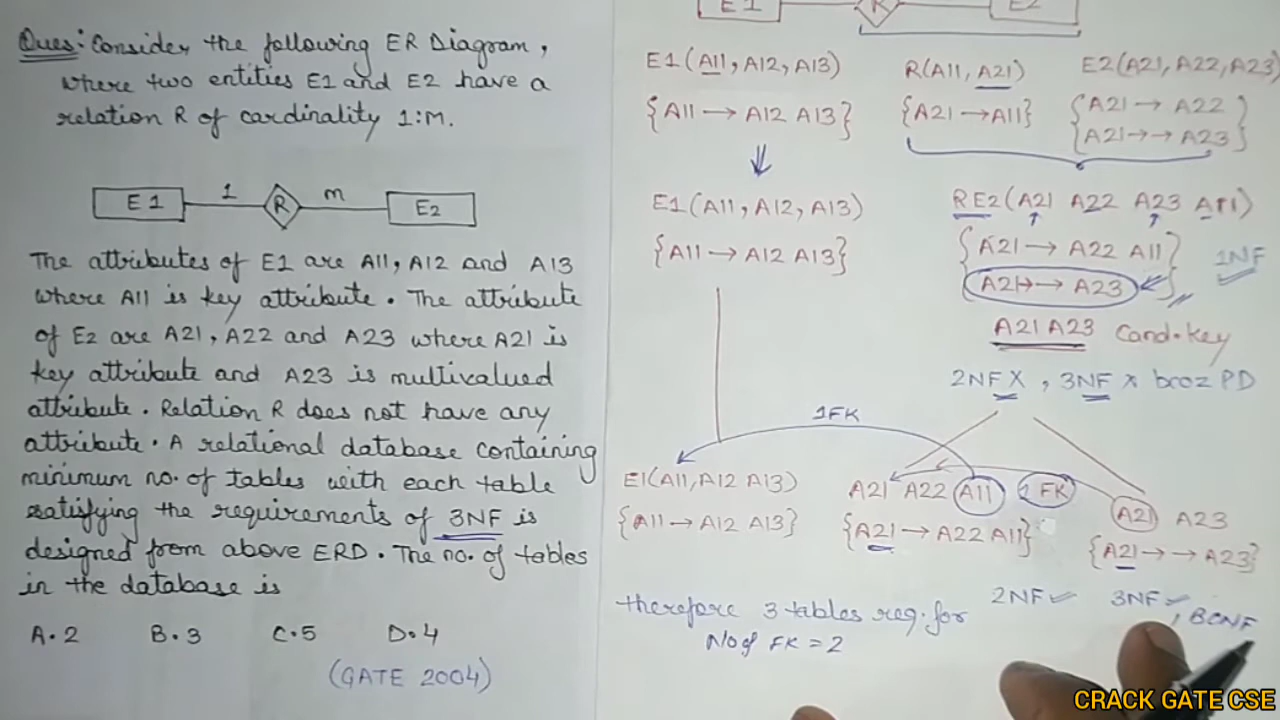 Ques: Consider the following ER Diagram,
where two entities E1 and E2 have a
relation R of cardinality 1:M.
E1 1 R m E2
The attributes of E1 are A11, A12 and A13
where A11 is key attribute. The attribute
of E2 are A21, A22 and A23 where A21 is
key attribute and A23 is multivalued
attribute. Relation R does not have any
attribute. A relational database containing
minimum no. of tables with each table
satisfying the requirements of 3NF is
designed from above ERD. The no. of tables
in the database is
A. 2 B. 3 C. 5 D. 4
(GATE 2004)
E1 R E2
E1(A11, A12, A13) R(A11, A21) E2(A21, A22, A23)
{A11 → A12 A13} {A21 → A11} {A21 → A22
A21 →→ A23}
E1(A11, A12, A13) RE2(A21 A22 A23 A11)
{A11 → A12 A13} {A21 → A22 A11 1NF
A21 →→ A23}
A21 A23 Cand. key
2NF X, 3NF x bcoz PD
1FK
E1(A11, A12 A13) A21 A22 A11 1 FK A21 A23
{A11 → A12 A13} {A21 → A22 A11} {A21 →→ A23}
therefore 3 tables req. for 2NF ✓ 3NF ✓, BCNF
No of FK = 2
CRACK GATE CSE